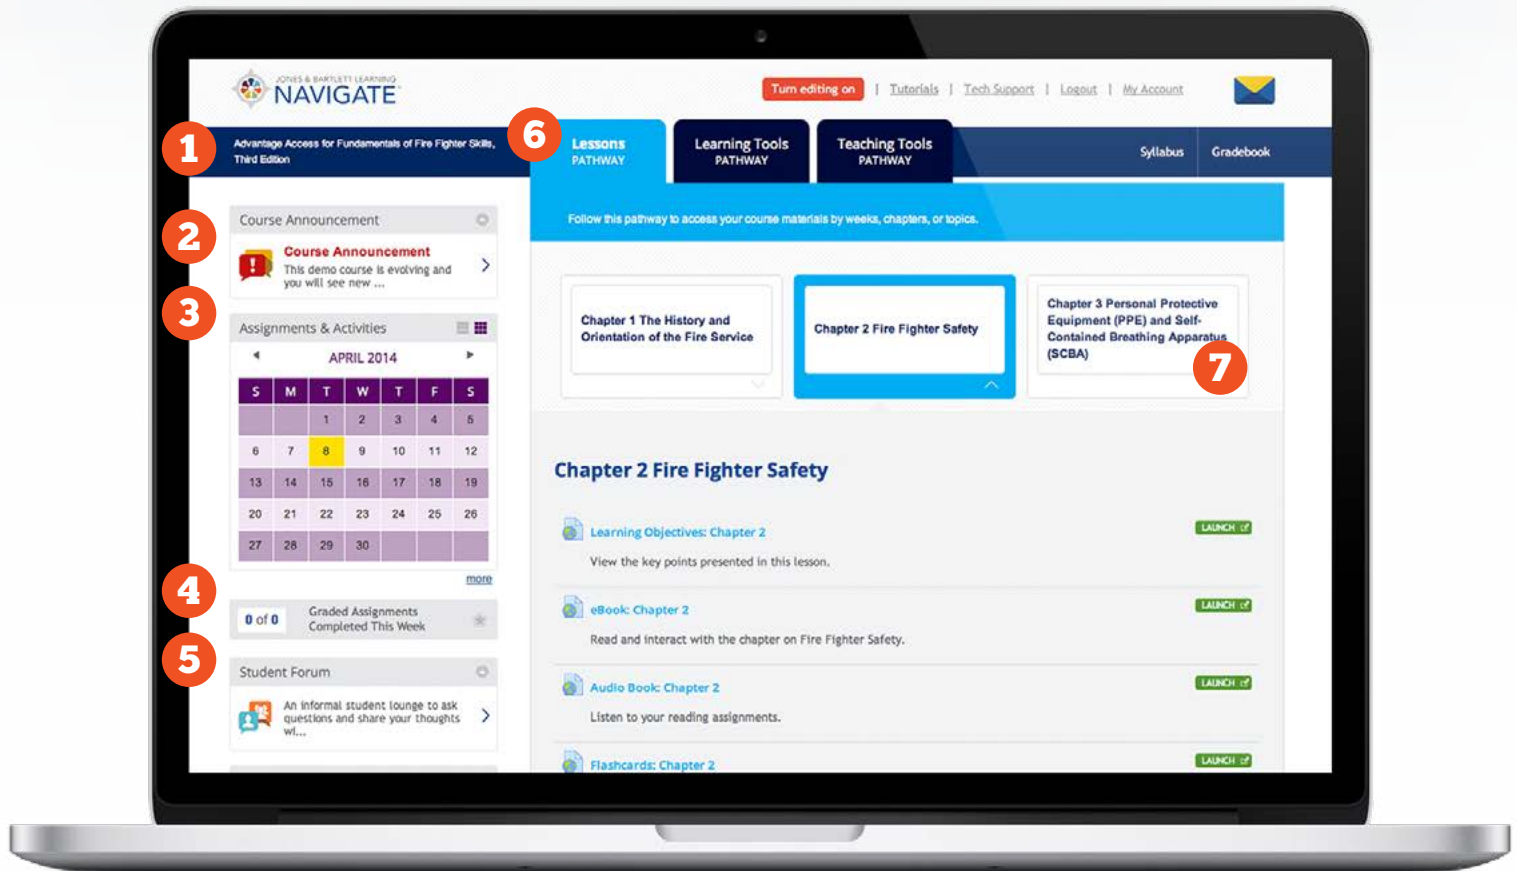 JONES & BARTLETT LEARNING
NAVIGATE
Turn editing on | Tutorials | Tech Support | Logout | My Account
1
Advantage Access for Fundamentals of Fire Fighter Skills,
Third Edition
6
Lessons
PATHWAY
Learning Tools
PATHWAY
Teaching Tools
PATHWAY
Syllabus
Gradebook
2
Course Announcement
Course Announcement
This demo course is evolving and
you will see new ...
3
Assignments & Activities
APRIL 2014
S M T W T F S
1 2 3 4 5
6 7 8 9 10 11 12
13 14 15 16 17 18 19
20 21 22 23 24 25 26
27 28 29 30
more
4
0 of 0
Graded Assignments
Completed This Week
5
Student Forum
An informal student lounge to ask
questions and share your thoughts
wi...
Follow this pathway to access your course materials by weeks, chapters, or topics.
Chapter 1 The History and
Orientation of the Fire Service
Chapter 2 Fire Fighter Safety
Chapter 3 Personal Protective
Equipment (PPE) and Self-
Contained Breathing Apparatus
(SCBA)
7
Chapter 2 Fire Fighter Safety
Learning Objectives: Chapter 2
LAUNCH
View the key points presented in this lesson.
eBook: Chapter 2
LAUNCH
Read and interact with the chapter on Fire Fighter Safety.
Audio Book: Chapter 2
LAUNCH
Listen to your reading assignments.
Flashcards: Chapter 2
LAUNCH